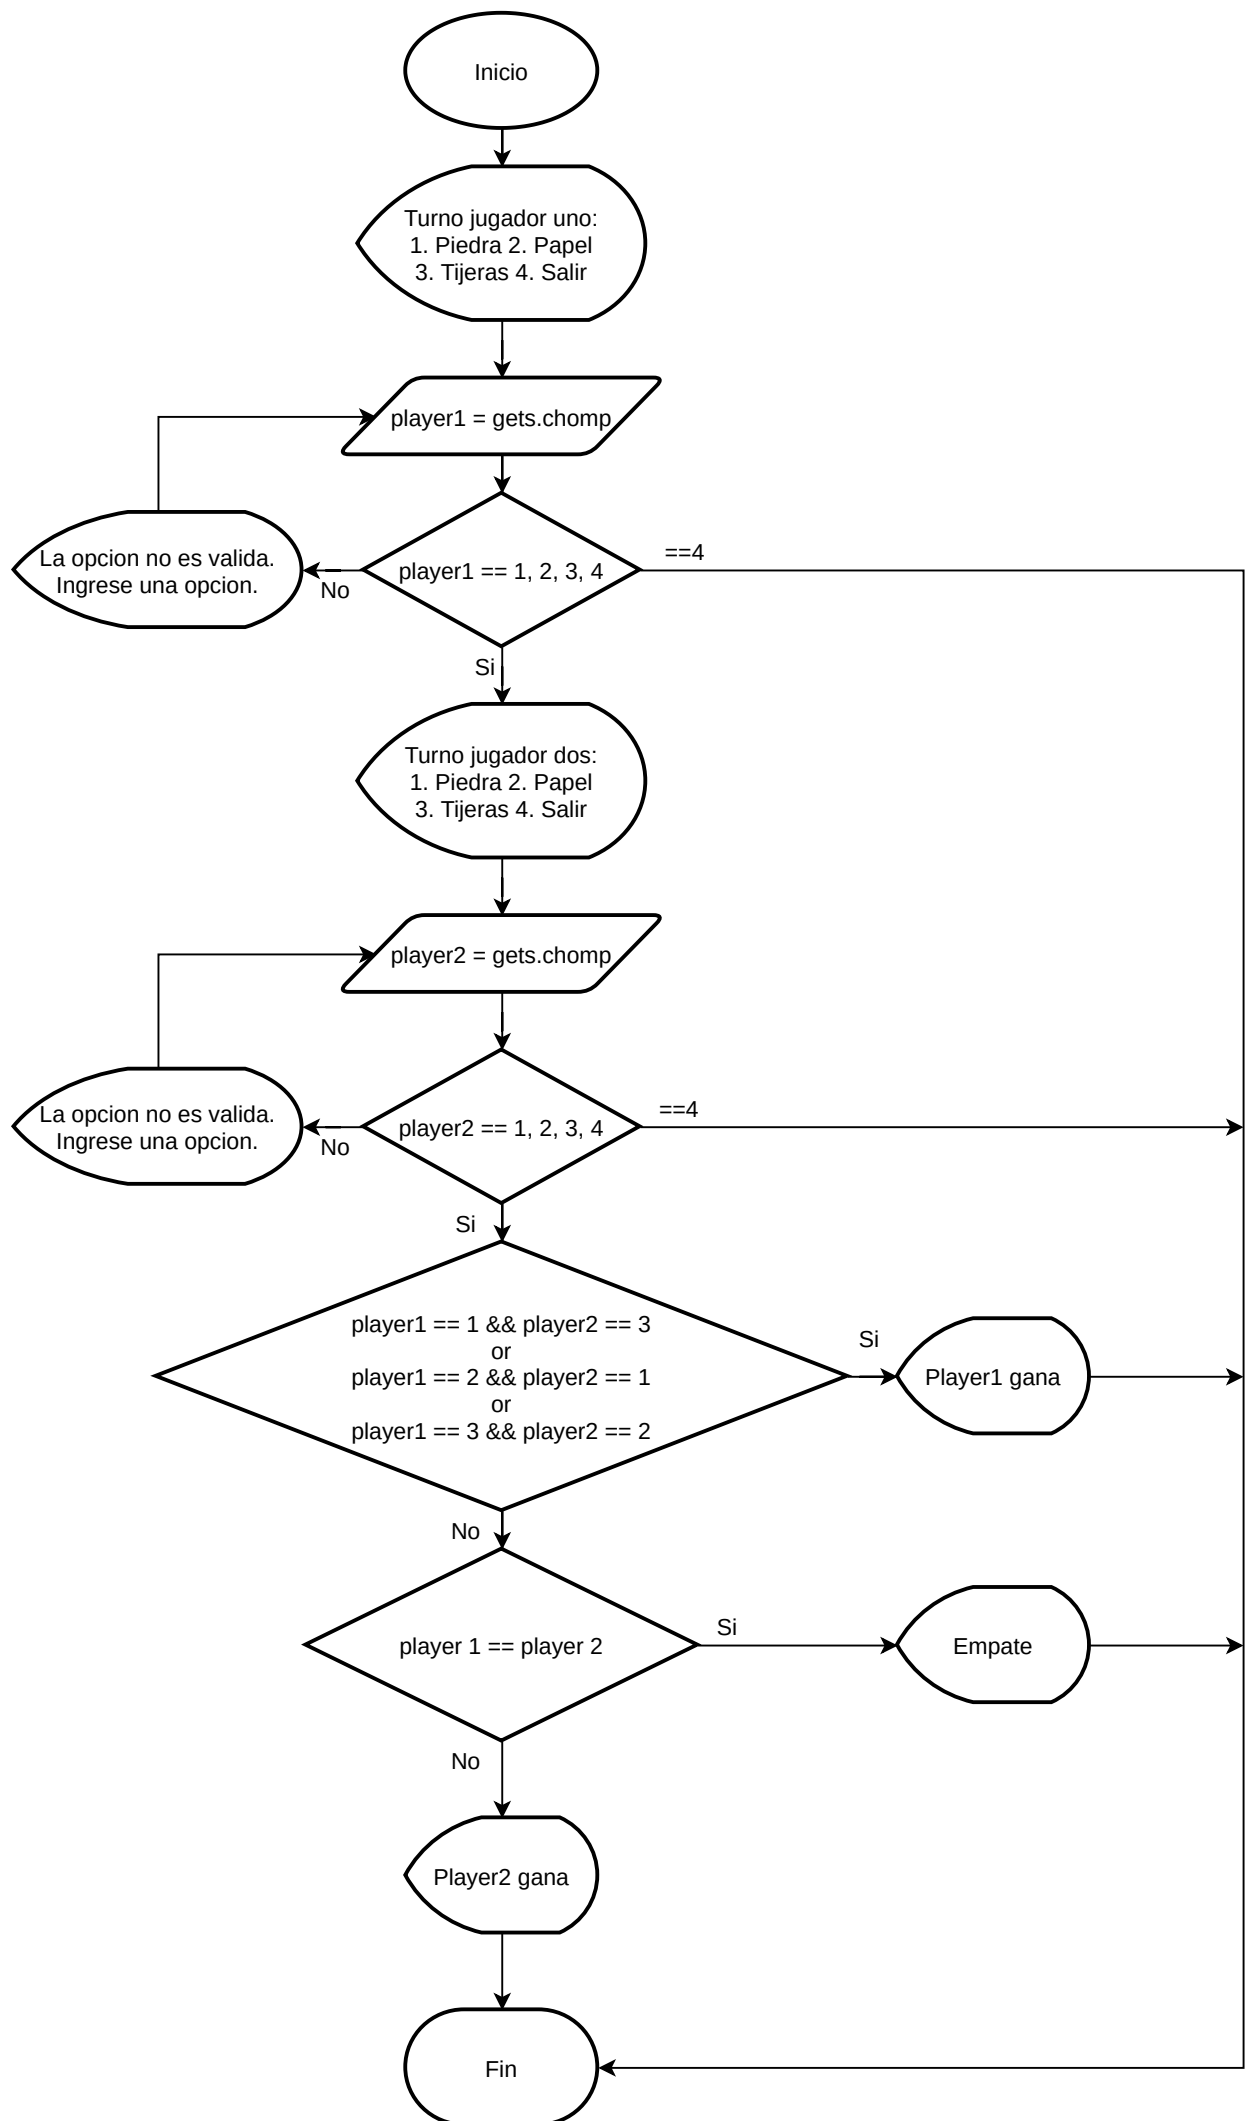 Inicio
Turno jugador uno:
1. Piedra 2. Papel
3. Tijeras 4. Salir
player1 = gets.chomp
La opcion no es valida.
Ingrese una opcion.
No
player1 == 1, 2, 3, 4
==4
Si
Turno jugador dos:
1. Piedra 2. Papel
3. Tijeras 4. Salir
player2 = gets.chomp
La opcion no es valida.
Ingrese una opcion.
No
player2 == 1, 2, 3, 4
==4
Si
player1 == 1 && player2 == 3
or
player1 == 2 && player2 == 1
or
player1 == 3 && player2 == 2
Si
Player1 gana
No
player 1 == player 2
Si
Empate
No
Player2 gana
Fin